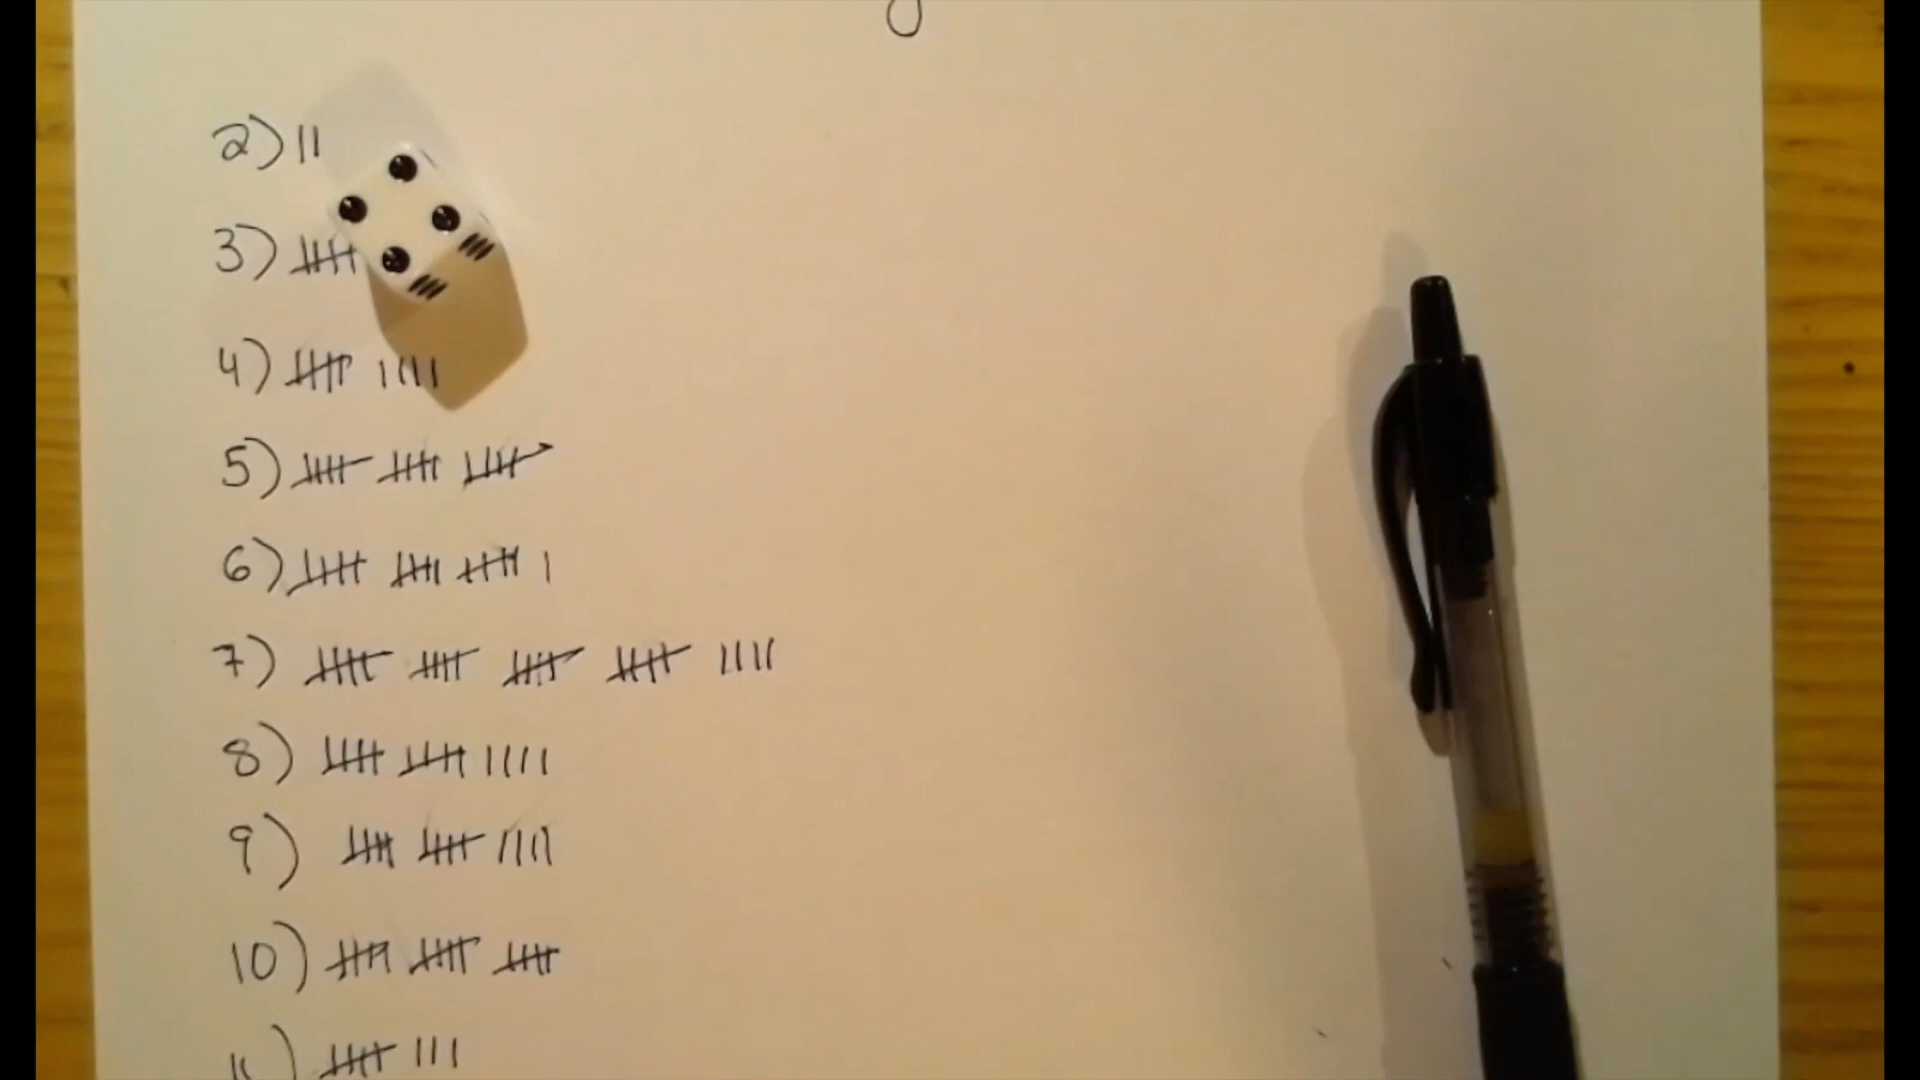 2) ||
3) 卌
4) 卌 ||||
5) 卌 卌 卌
6) 卌 卌 卌 |
7) 卌 卌 卌 卌 ||||
8) 卌 卌 ||||
9) 卌 卌 ||||
10) 卌 卌 卌
11) 卌 |||